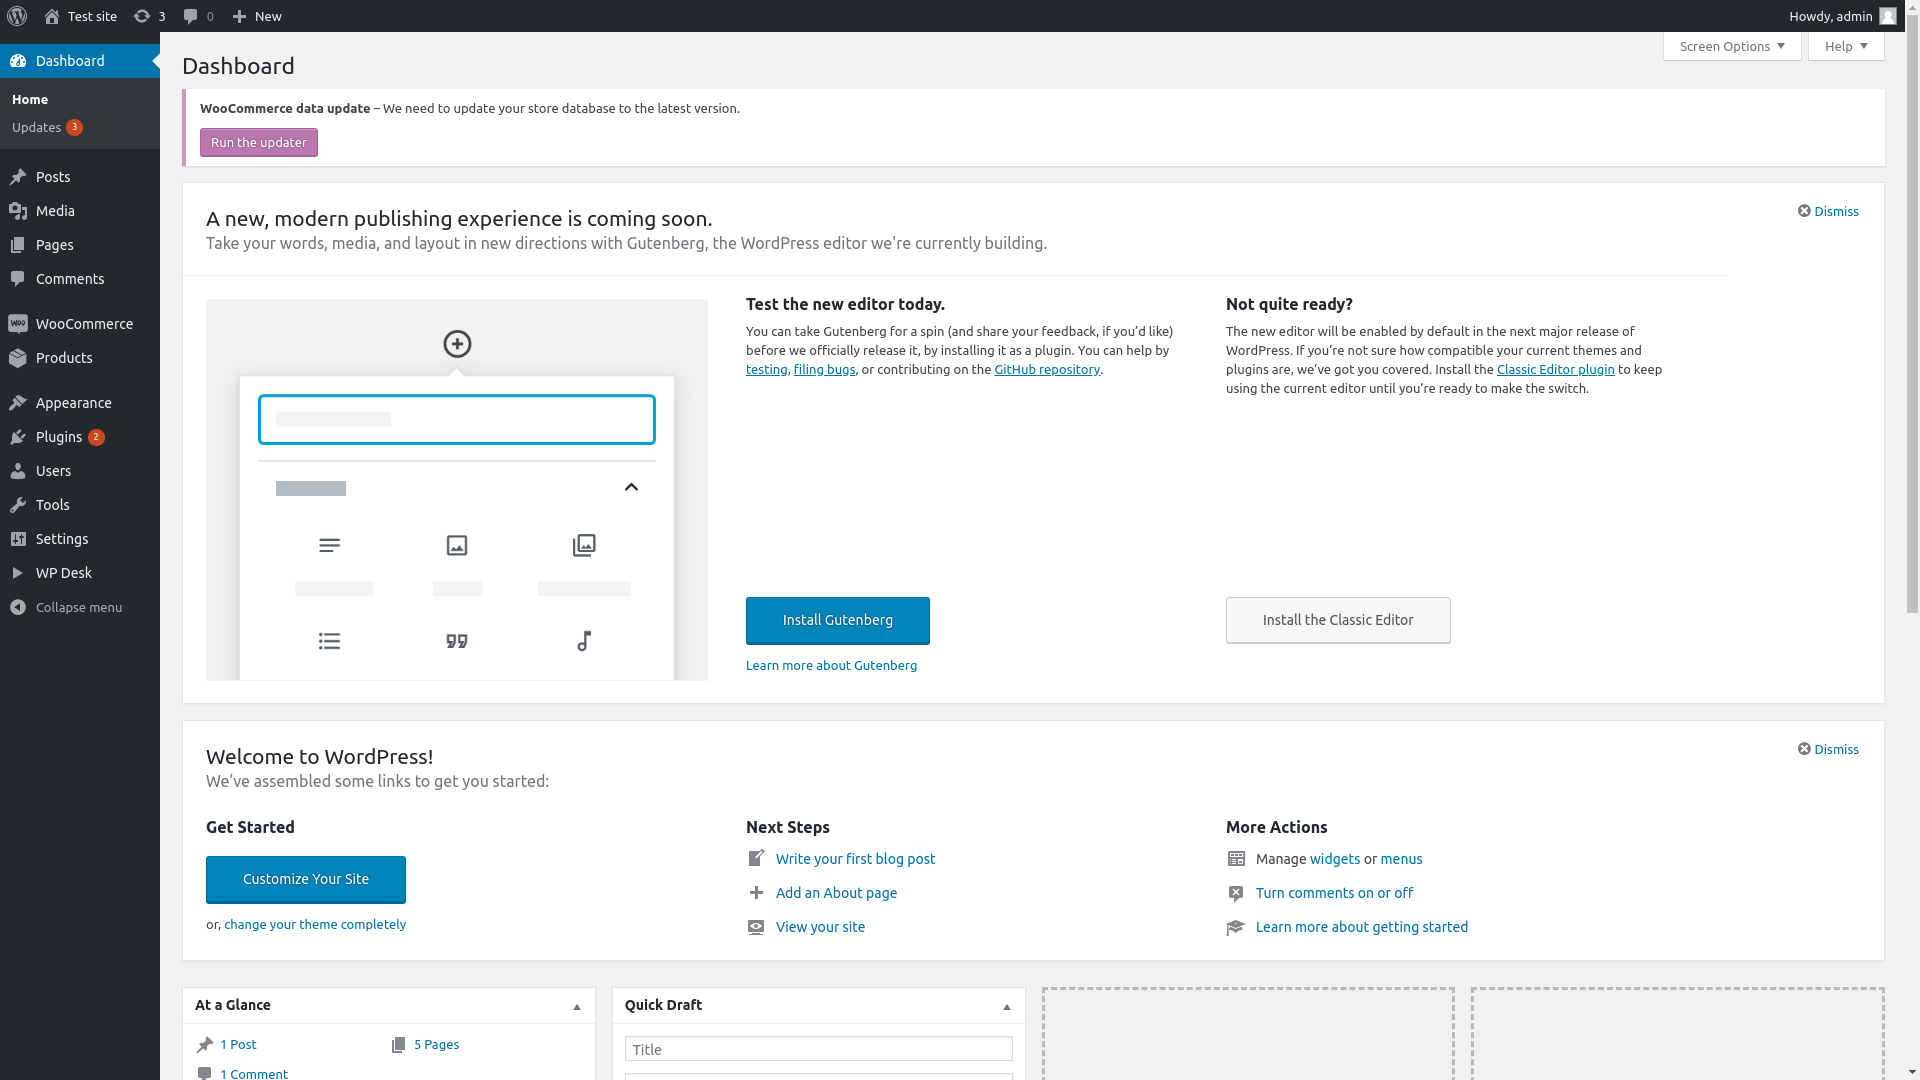 Test site
3
0
New
Howdy, admin
Dashboard
Home
Updates 3
Posts
Media
Pages
Comments
WooCommerce
Products
Appearance
Plugins 2
Users
Tools
Settings
WP Desk
Collapse menu
Screen Options
Help
Dashboard
WooCommerce data update – We need to update your store database to the latest version.
Run the updater
A new, modern publishing experience is coming soon.
Dismiss
Take your words, media, and layout in new directions with Gutenberg, the WordPress editor we're currently building.
Test the new editor today.
You can take Gutenberg for a spin (and share your feedback, if you’d like)
before we officially release it, by installing it as a plugin. You can help by
testing, filing bugs, or contributing on the GitHub repository.
Install Gutenberg
Learn more about Gutenberg
Not quite ready?
The new editor will be enabled by default in the next major release of
WordPress. If you’re not sure how compatible your current themes and
plugins are, we’ve got you covered. Install the Classic Editor plugin to keep
using the current editor until you’re ready to make the switch.
Install the Classic Editor
Welcome to WordPress!
Dismiss
We’ve assembled some links to get you started:
Get Started
Customize Your Site
or, change your theme completely
Next Steps
Write your first blog post
Add an About page
View your site
More Actions
Manage widgets or menus
Turn comments on or off
Learn more about getting started
At a Glance
1 Post
5 Pages
1 Comment
Quick Draft
Title